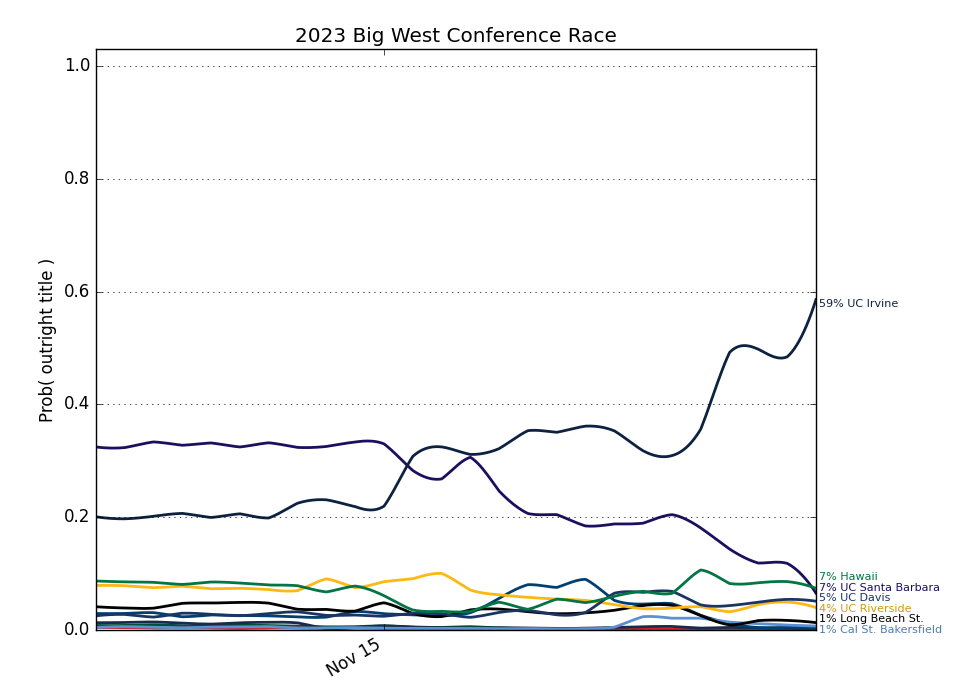 2023 Big West Conference Race
Prob( outright title )
1.0
0.8
0.6
0.4
0.2
0.0
Nov 15
59% UC Irvine
7% Hawaii
7% UC Santa Barbara
5% UC Davis
4% UC Riverside
1% Long Beach St.
1% Cal St. Bakersfield